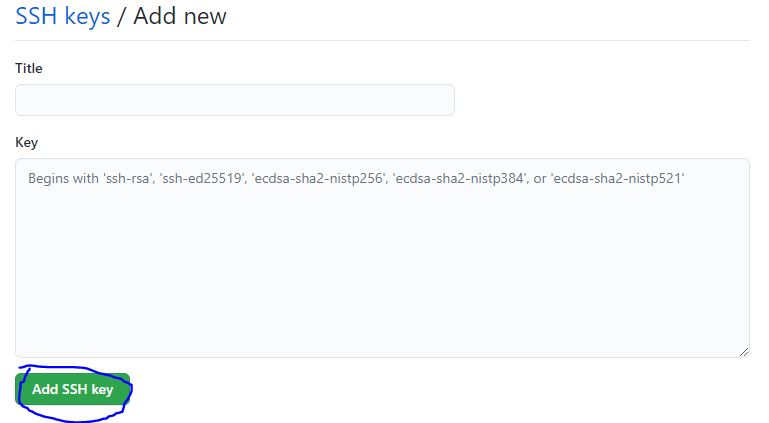 SSH keys / Add new
Title
Key
Begins with 'ssh-rsa', 'ssh-ed25519', 'ecdsa-sha2-nistp256', 'ecdsa-sha2-nistp384', or 'ecdsa-sha2-nistp521'
Add SSH key